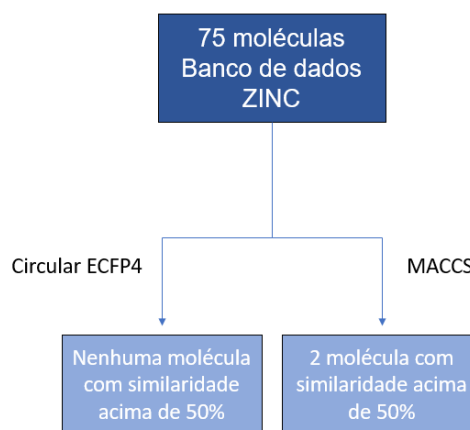 75 moléculas
Banco de dados
ZINC
Circular ECFP4
MACCS
Nenhuma molécula
com similaridade
acima de 50%
2 molécula com
similaridade acima
de 50%